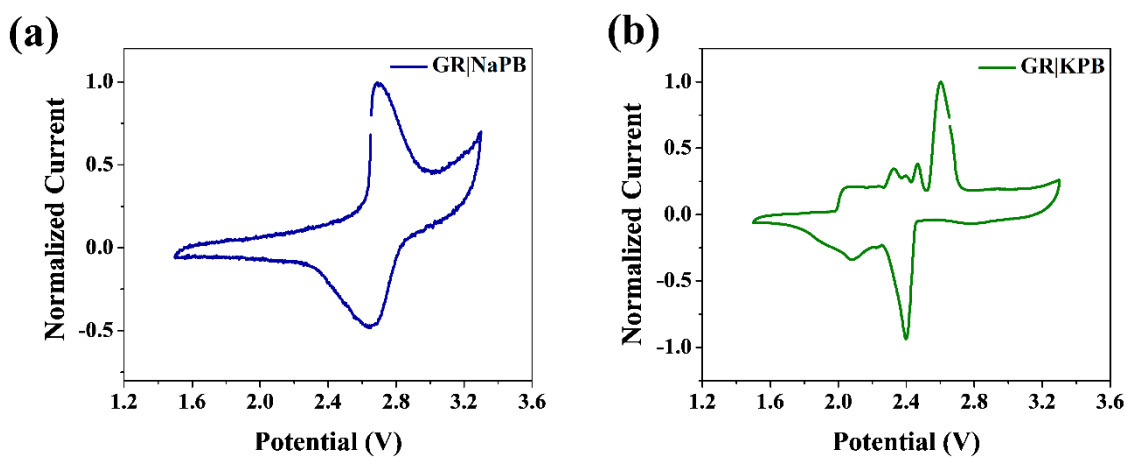 (a)
GR|NaPB
1.0
0.5
0.0
-0.5
Normalized Current
1.2 1.6 2.0 2.4 2.8 3.2 3.6
Potential (V)
(b)
GR|KPB
1.0
0.5
0.0
-0.5
-1.0
Normalized Current
1.2 1.6 2.0 2.4 2.8 3.2 3.6
Potential (V)